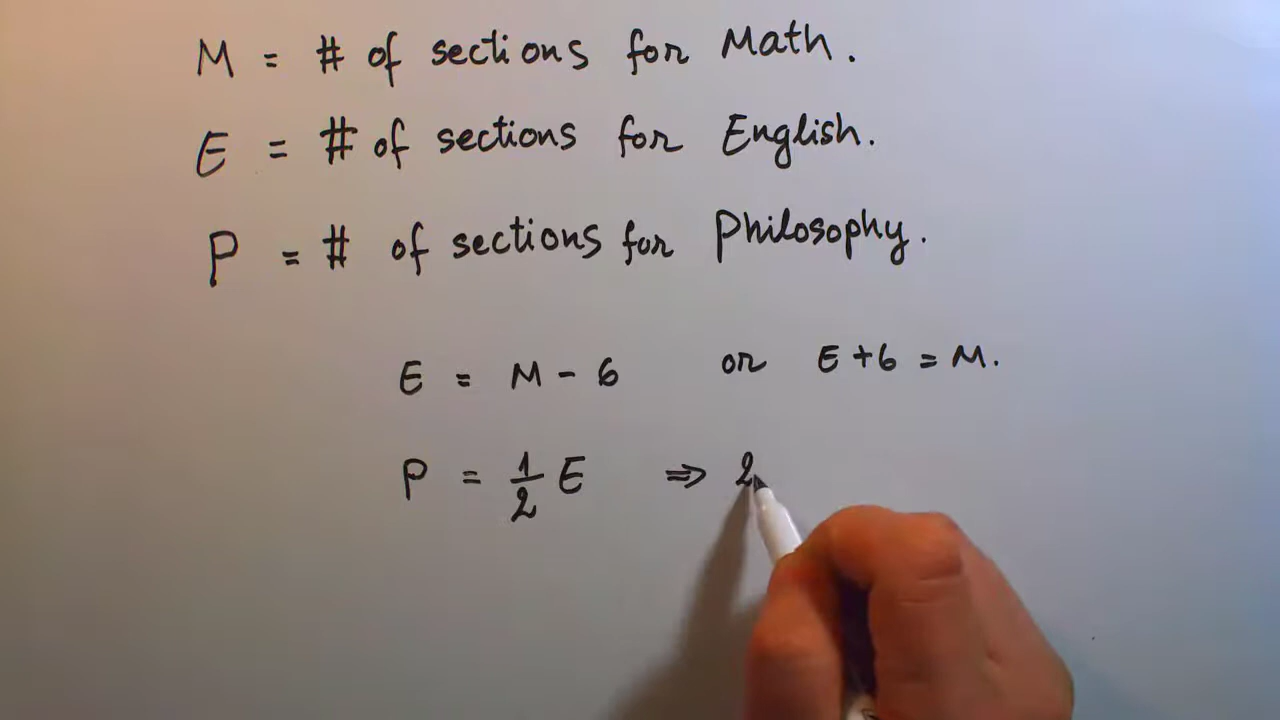 M = # of sections for Math.
E = # of sections for English.
P = # of sections for Philosophy.
E = M - 6 or E + 6 = M.
P = 1/2 E ⇒ 2